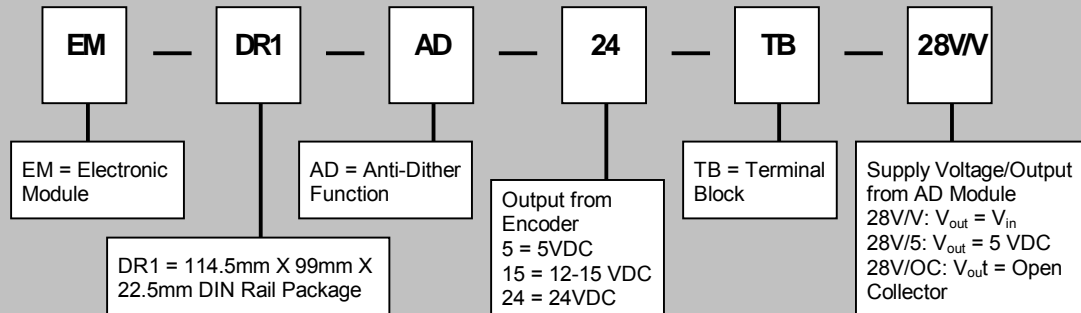 EM — DR1 — AD — 24 — TB — 28V/V
EM = Electronic
Module
DR1 = 114.5mm X 99mm X
22.5mm DIN Rail Package
AD = Anti-Dither
Function
Output from
Encoder
5 = 5VDC
15 = 12-15 VDC
24 = 24VDC
TB = Terminal
Block
Supply Voltage/Output
from AD Module
28V/V: Vout = Vin
28V/5: Vout = 5 VDC
28V/OC: Vout = Open
Collector